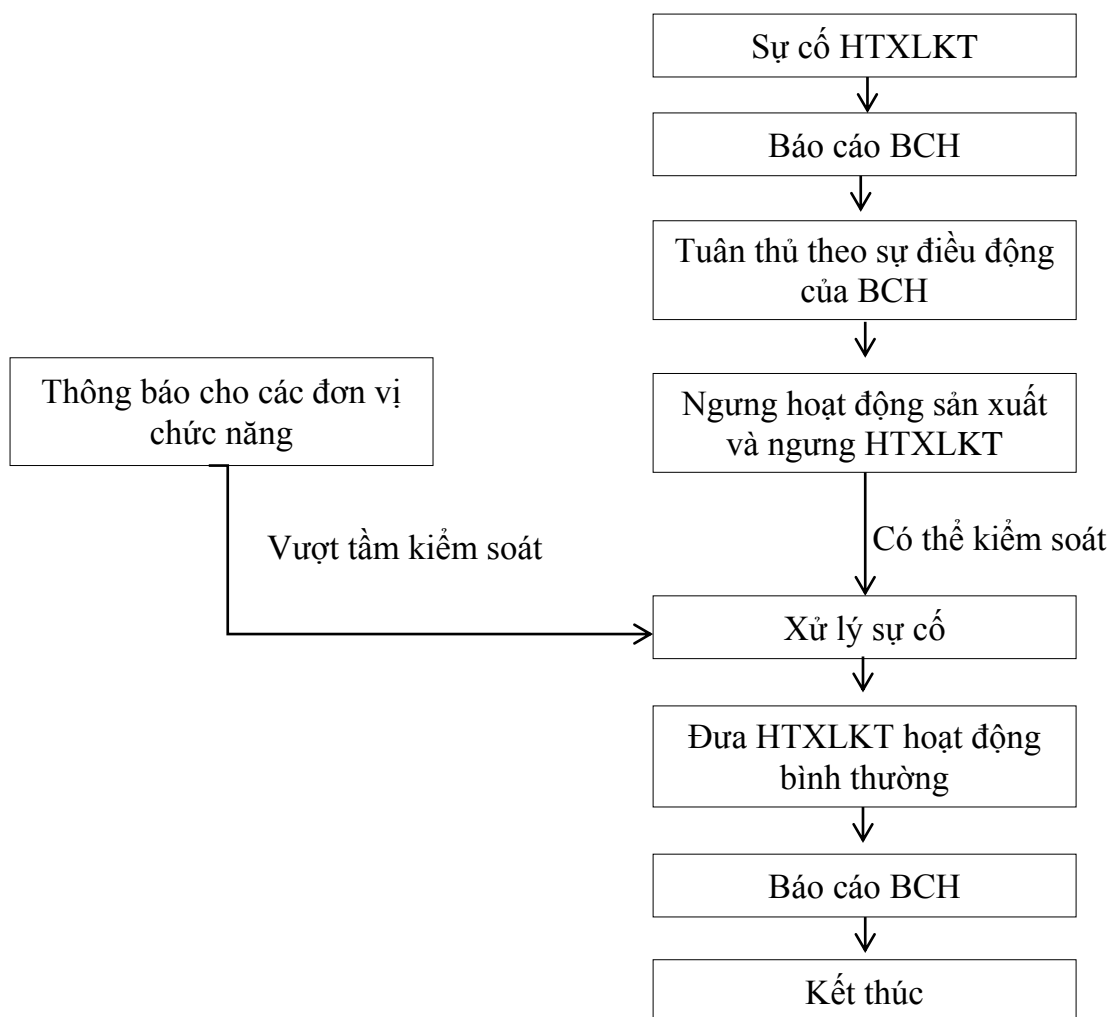 Sự cố HTXLKT
Báo cáo BCH
Tuân thủ theo sự điều động
của BCH
Thông báo cho các đơn vị
chức năng
Ngưng hoạt động sản xuất
và ngưng HTXLKT
Vượt tầm kiểm soát
Có thể kiểm soát
Xử lý sự cố
Đưa HTXLKT hoạt động
bình thường
Báo cáo BCH
Kết thúc